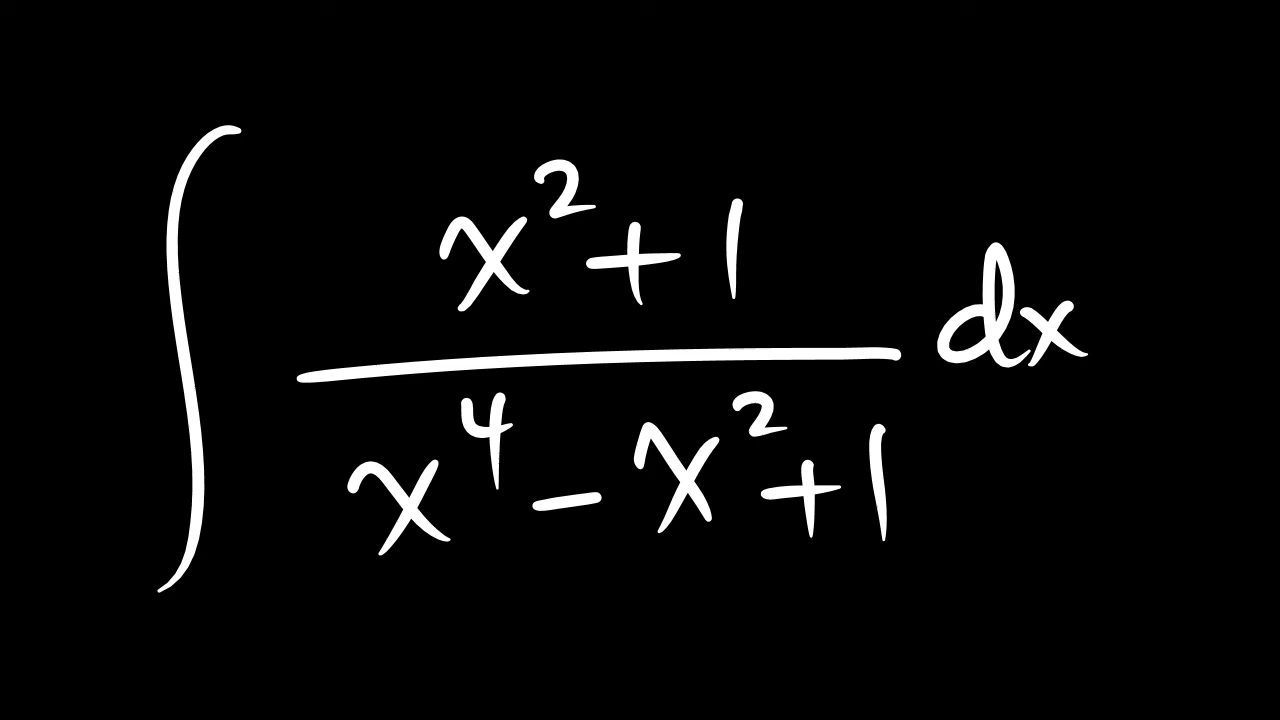 ∫ (x² + 1) / (x⁴ − x² + 1) dx